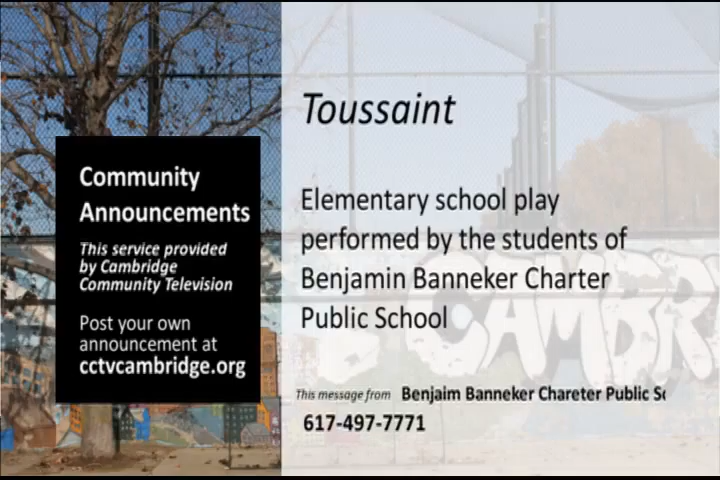 Toussaint
Community
Announcements
This service provided
by Cambridge
Community Television
Post your own
announcement at
cctvcambridge.org
Elementary school play
performed by the students of
Benjamin Banneker Charter
Public School
This message from Benjaim Banneker Chareter Public Sc
617-497-7771
CAMBR